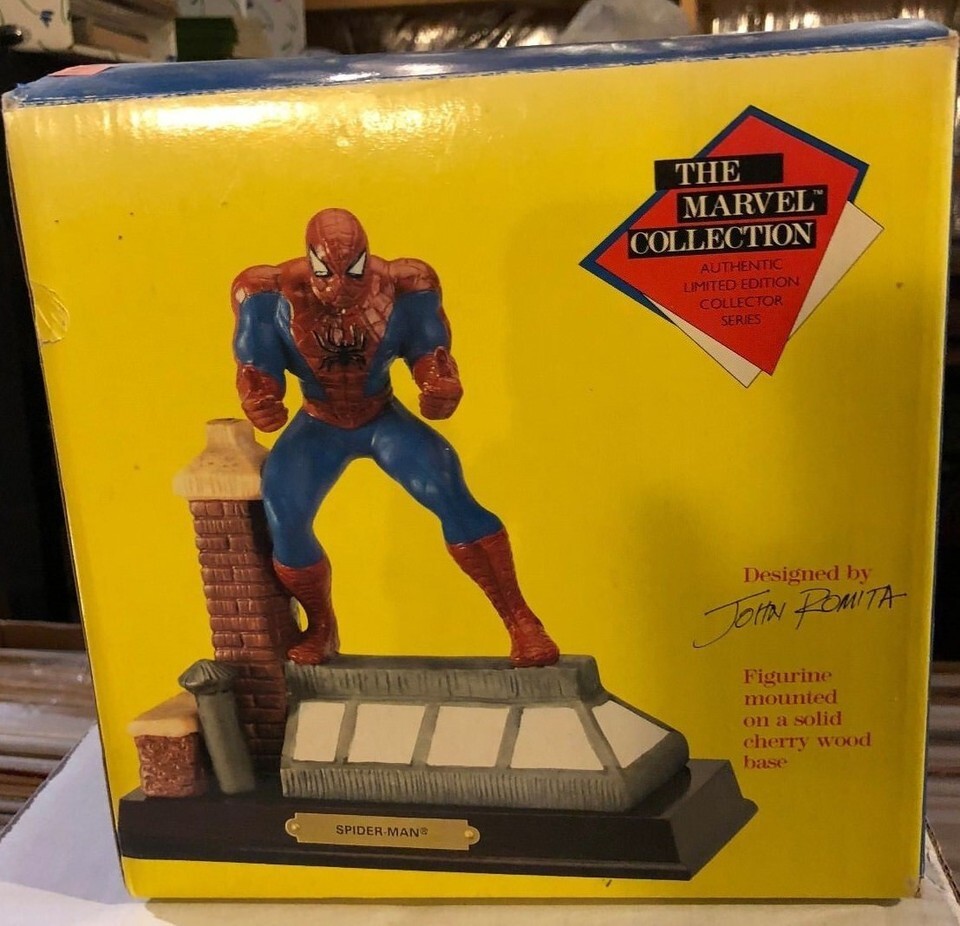 THE
MARVEL™
COLLECTION
AUTHENTIC
LIMITED EDITION
COLLECTOR
SERIES
Designed by
JOHN ROMITA
Figurine
mounted
on a solid
cherry wood
base
SPIDER-MAN®